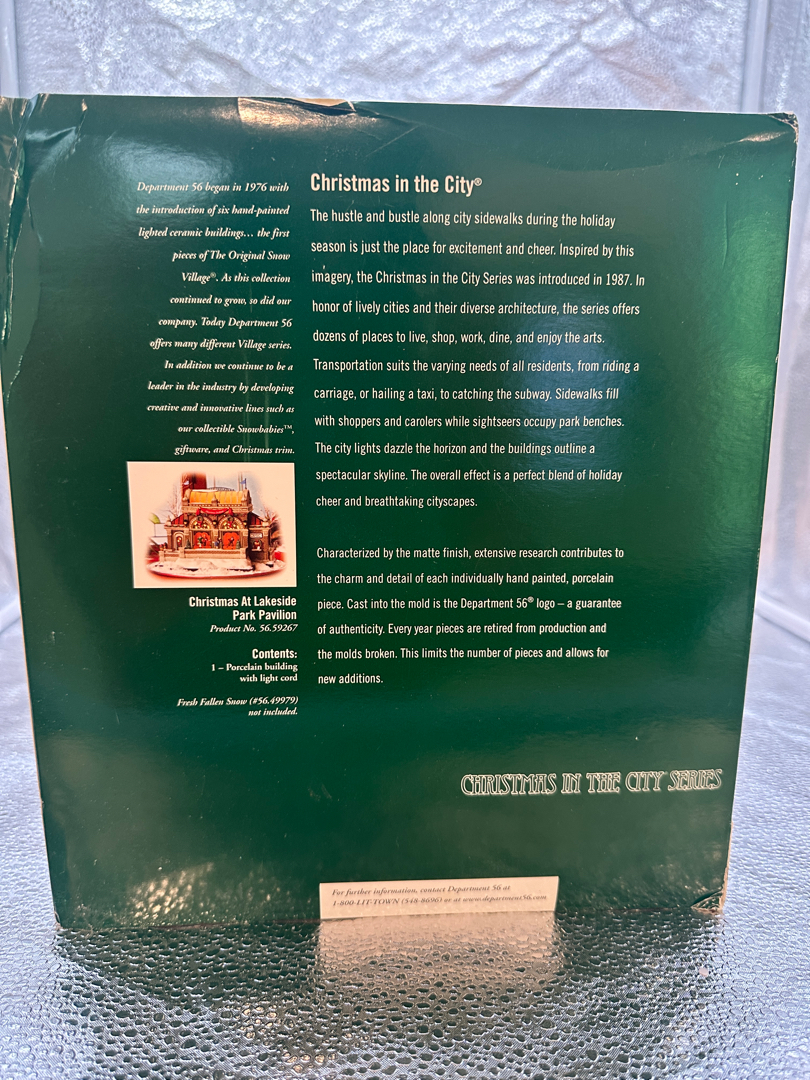 Department 56 began in 1976 with
the introduction of six hand-painted
lighted ceramic buildings... the first
pieces of The Original Snow
Village®. As this collection
continued to grow, so did our
company. Today Department 56
offers many different Village series.
In addition we continue to be a
leader in the industry by developing
creative and innovative lines such as
our collectible Snowbabies™,
giftware, and Christmas trim.
Christmas At Lakeside
Park Pavilion
Product No. 56.59267
Contents:
1 – Porcelain building
with light cord
Fresh Fallen Snow (#56.49979)
not included.
Christmas in the City®
The hustle and bustle along city sidewalks during the holiday
season is just the place for excitement and cheer. Inspired by this
imagery, the Christmas in the City Series was introduced in 1987. In
honor of lively cities and their diverse architecture, the series offers
dozens of places to live, shop, work, dine, and enjoy the arts.
Transportation suits the varying needs of all residents, from riding a
carriage, or hailing a taxi, to catching the subway. Sidewalks fill
with shoppers and carolers while sightseers occupy park benches.
The city lights dazzle the horizon and the buildings outline a
spectacular skyline. The overall effect is a perfect blend of holiday
cheer and breathtaking cityscapes.
Characterized by the matte finish, extensive research contributes to
the charm and detail of each individually hand painted, porcelain
piece. Cast into the mold is the Department 56® logo – a guarantee
of authenticity. Every year pieces are retired from production and
the molds broken. This limits the number of pieces and allows for
new additions.
CHRISTMAS IN THE CITY SERIES
For further information, contact Department 56 at
1-800-LIT-TOWN (548-8696) or at www.department56.com